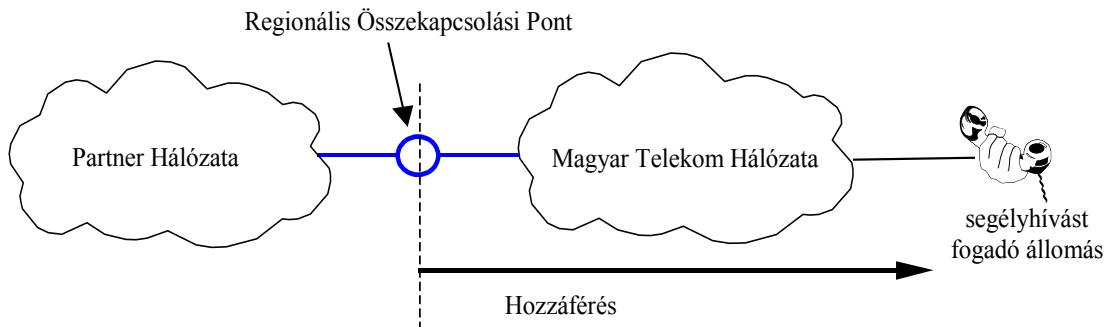 Regionális Összekapcsolási Pont
Partner Hálózata
Magyar Telekom Hálózata
segélyhívást
fogadó állomás
Hozzáférés